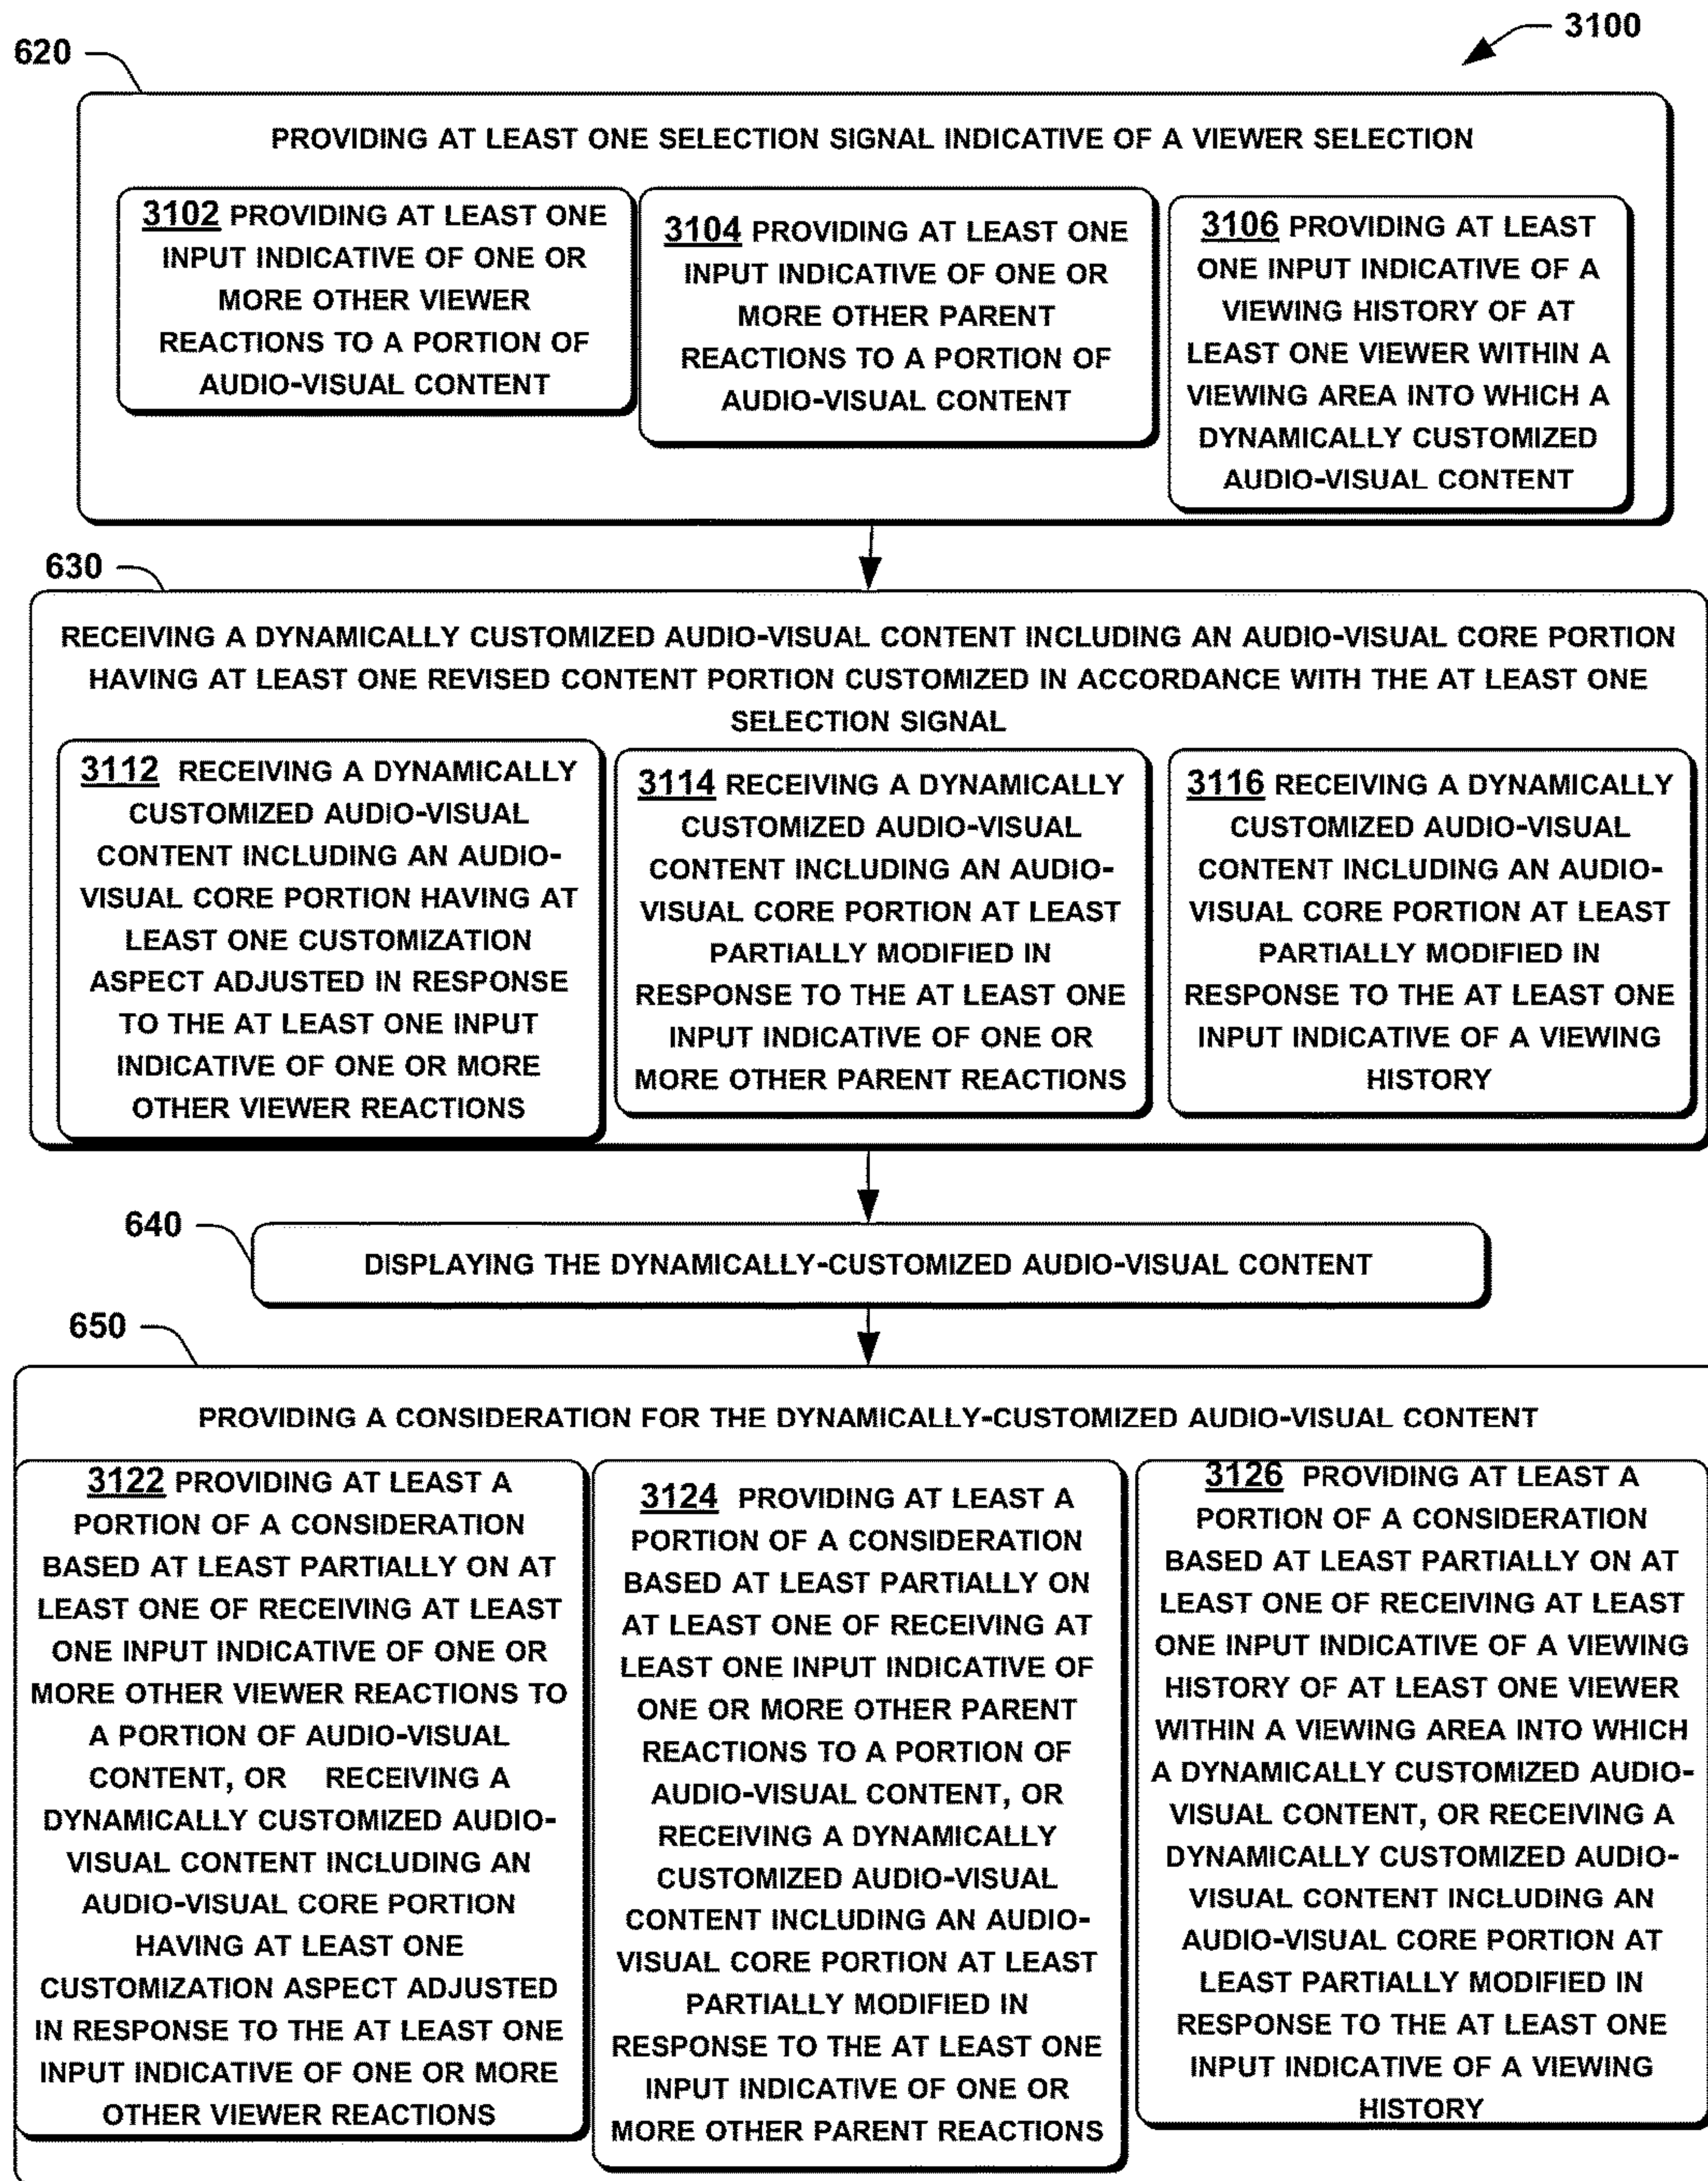 3100
620
PROVIDING AT LEAST ONE SELECTION SIGNAL INDICATIVE OF A VIEWER SELECTION
3102 PROVIDING AT LEAST ONE
INPUT INDICATIVE OF ONE OR
MORE OTHER VIEWER
REACTIONS TO A PORTION OF
AUDIO-VISUAL CONTENT
3104 PROVIDING AT LEAST ONE
INPUT INDICATIVE OF ONE OR
MORE OTHER PARENT
REACTIONS TO A PORTION OF
AUDIO-VISUAL CONTENT
3106 PROVIDING AT LEAST
ONE INPUT INDICATIVE OF A
VIEWING HISTORY OF AT
LEAST ONE VIEWER WITHIN A
VIEWING AREA INTO WHICH A
DYNAMICALLY CUSTOMIZED
AUDIO-VISUAL CONTENT
630
RECEIVING A DYNAMICALLY CUSTOMIZED AUDIO-VISUAL CONTENT INCLUDING AN AUDIO-VISUAL CORE PORTION
HAVING AT LEAST ONE REVISED CONTENT PORTION CUSTOMIZED IN ACCORDANCE WITH THE AT LEAST ONE
SELECTION SIGNAL
3112 RECEIVING A DYNAMICALLY
CUSTOMIZED AUDIO-VISUAL
CONTENT INCLUDING AN AUDIO-
VISUAL CORE PORTION HAVING AT
LEAST ONE CUSTOMIZATION
ASPECT ADJUSTED IN RESPONSE
TO THE AT LEAST ONE INPUT
INDICATIVE OF ONE OR MORE
OTHER VIEWER REACTIONS
3114 RECEIVING A DYNAMICALLY
CUSTOMIZED AUDIO-VISUAL
CONTENT INCLUDING AN AUDIO-
VISUAL CORE PORTION AT LEAST
PARTIALLY MODIFIED IN
RESPONSE TO THE AT LEAST ONE
INPUT INDICATIVE OF ONE OR
MORE OTHER PARENT REACTIONS
3116 RECEIVING A DYNAMICALLY
CUSTOMIZED AUDIO-VISUAL
CONTENT INCLUDING AN AUDIO-
VISUAL CORE PORTION AT LEAST
PARTIALLY MODIFIED IN
RESPONSE TO THE AT LEAST ONE
INPUT INDICATIVE OF A VIEWING
HISTORY
640
DISPLAYING THE DYNAMICALLY-CUSTOMIZED AUDIO-VISUAL CONTENT
650
PROVIDING A CONSIDERATION FOR THE DYNAMICALLY-CUSTOMIZED AUDIO-VISUAL CONTENT
3122 PROVIDING AT LEAST A
PORTION OF A CONSIDERATION
BASED AT LEAST PARTIALLY ON AT
LEAST ONE OF RECEIVING AT LEAST
ONE INPUT INDICATIVE OF ONE OR
MORE OTHER VIEWER REACTIONS TO
A PORTION OF AUDIO-VISUAL
CONTENT, OR RECEIVING A
DYNAMICALLY CUSTOMIZED AUDIO-
VISUAL CONTENT INCLUDING AN
AUDIO-VISUAL CORE PORTION
HAVING AT LEAST ONE
CUSTOMIZATION ASPECT ADJUSTED
IN RESPONSE TO THE AT LEAST ONE
INPUT INDICATIVE OF ONE OR MORE
OTHER VIEWER REACTIONS
3124 PROVIDING AT LEAST A
PORTION OF A CONSIDERATION
BASED AT LEAST PARTIALLY ON
AT LEAST ONE OF RECEIVING AT
LEAST ONE INPUT INDICATIVE OF
ONE OR MORE OTHER PARENT
REACTIONS TO A PORTION OF
AUDIO-VISUAL CONTENT, OR
RECEIVING A DYNAMICALLY
CUSTOMIZED AUDIO-VISUAL
CONTENT INCLUDING AN AUDIO-
VISUAL CORE PORTION AT LEAST
PARTIALLY MODIFIED IN
RESPONSE TO THE AT LEAST ONE
INPUT INDICATIVE OF ONE OR
MORE OTHER PARENT REACTIONS
3126 PROVIDING AT LEAST A
PORTION OF A CONSIDERATION
BASED AT LEAST PARTIALLY ON AT
LEAST ONE OF RECEIVING AT LEAST
ONE INPUT INDICATIVE OF A VIEWING
HISTORY OF AT LEAST ONE VIEWER
WITHIN A VIEWING AREA INTO WHICH
A DYNAMICALLY CUSTOMIZED AUDIO-
VISUAL CONTENT, OR RECEIVING A
DYNAMICALLY CUSTOMIZED AUDIO-
VISUAL CONTENT INCLUDING AN
AUDIO-VISUAL CORE PORTION AT
LEAST PARTIALLY MODIFIED IN
RESPONSE TO THE AT LEAST ONE
INPUT INDICATIVE OF A VIEWING
HISTORY